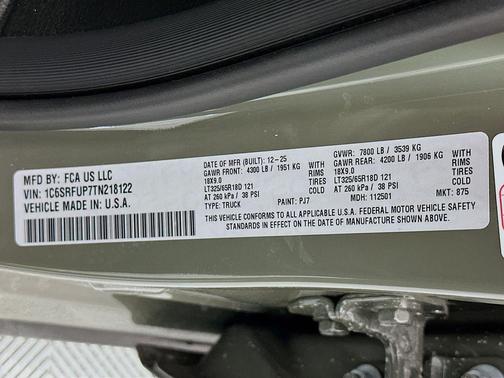 MFD BY: FCA US LLC
VIN: 1C6SRFUP7TN218122
VEHICLE MADE IN: U.S.A.
DATE OF MFR (BUILT): 12-25
GAWR FRONT: 4300 LB / 1951 KG WITH
18X9.0 RIMS
LT325/65R18D 121 TIRES
AT 260 kPa / 38 PSI
TYPE: TRUCK PAINT: PJ7
GVWR: 7800 LB / 3539 KG
GAWR REAR: 4200 LB / 1906 KG WITH
18X9.0 RIMS
LT325/65R18D 121 TIRES
AT 260 kPa / 38 PSI
MDH: 112501 MKT: 875
THIS VEHICLE CONFORMS TO ALL APPLICABLE U.S.A. FEDERAL MOTOR VEHICLE SAFETY
STANDARDS IN EFFECT ON THE DATE OF MANUFACTURE SHOWN ABOVE.